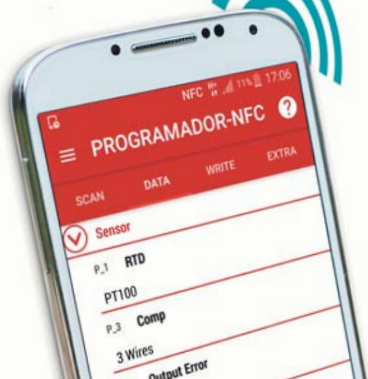 NFC H+ 11% 17:06
PROGRAMADOR-NFC ?
SCAN DATA WRITE EXTRA
Sensor
P_1 RTD
PT100
P_3 Comp
3 Wires
Output Error